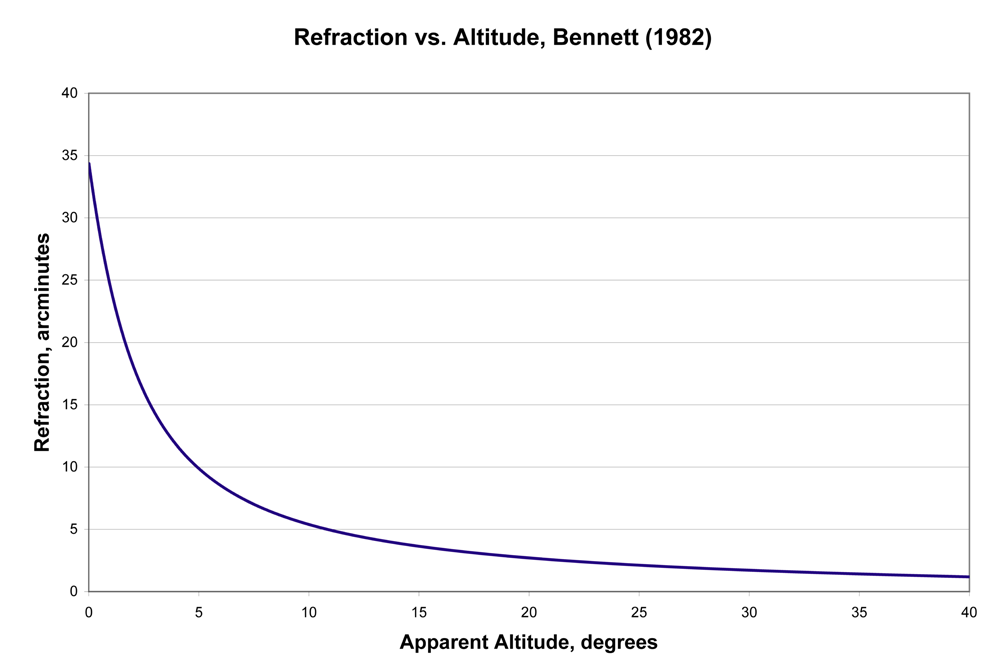 Refraction vs. Altitude, Bennett (1982)
40
35
30
25
20
15
10
5
0
Refraction, arcminutes
0 5 10 15 20 25 30 35 40
Apparent Altitude, degrees